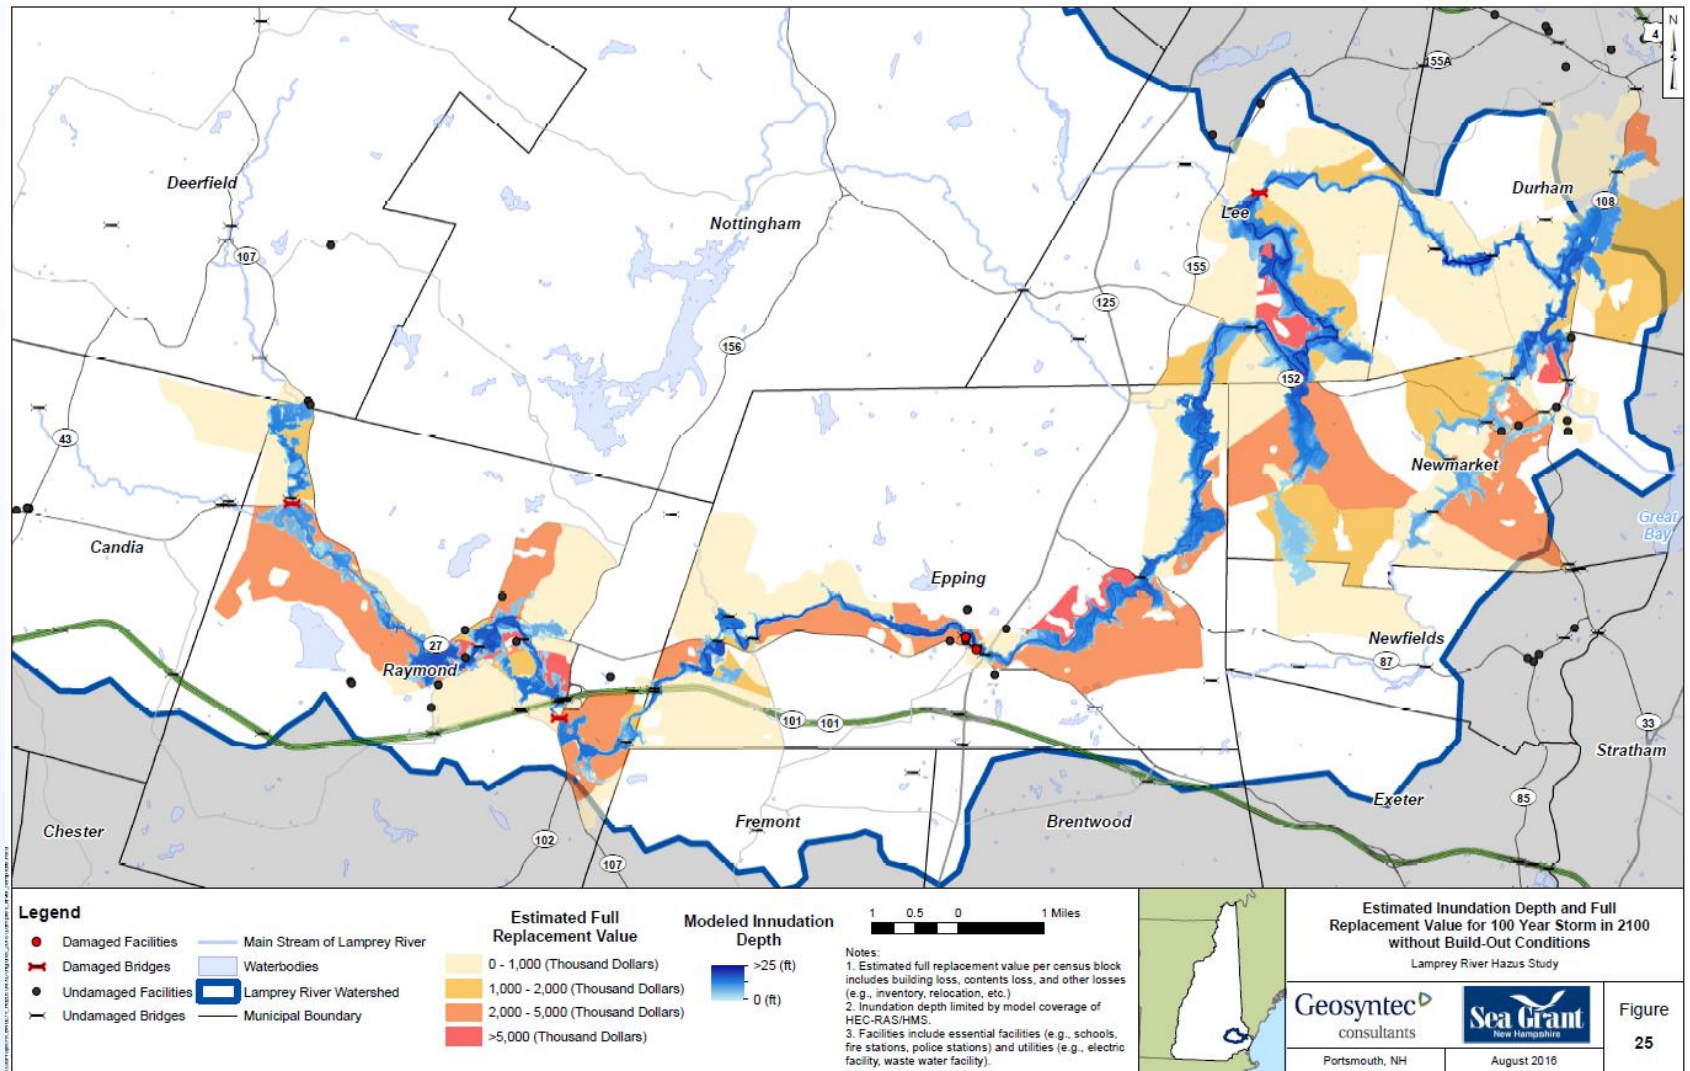 N
4
155A
Deerfield
Durham
108
Lee
Nottingham
107
155
125
156
152
43
Newmarket
Great
Bay
Candia
Epping
27
Raymond
Newfields
87
101
101
33
Stratham
Exeter
85
Chester
Fremont
Brentwood
102
107
Legend
Damaged Facilities
Damaged Bridges
Undamaged Facilities
Undamaged Bridges
Main Stream of Lamprey River
Waterbodies
Lamprey River Watershed
Municipal Boundary
Estimated Full
Replacement Value
0 - 1,000 (Thousand Dollars)
1,000 - 2,000 (Thousand Dollars)
2,000 - 5,000 (Thousand Dollars)
>5,000 (Thousand Dollars)
Modeled Innudation
Depth
>25 (ft)
0 (ft)
1 0.5 0 1 Miles
Notes:
1. Estimated full replacement value per census block
includes building loss, contents loss, and other losses
(e.g., inventory, relocation, etc.)
2. Inundation depth limited by model coverage of
HEC-RAS/HMS.
3. Facilities include essential facilities (e.g., schools,
fire stations, police stations) and utilities (e.g., electric
facility, waste water facility).
Estimated Inundation Depth and Full
Replacement Value for 100 Year Storm in 2100
without Build-Out Conditions
Lamprey River Hazus Study
Geosyntec
consultants
Sea Grant
New Hampshire
Figure
25
Portsmouth, NH
August 2016